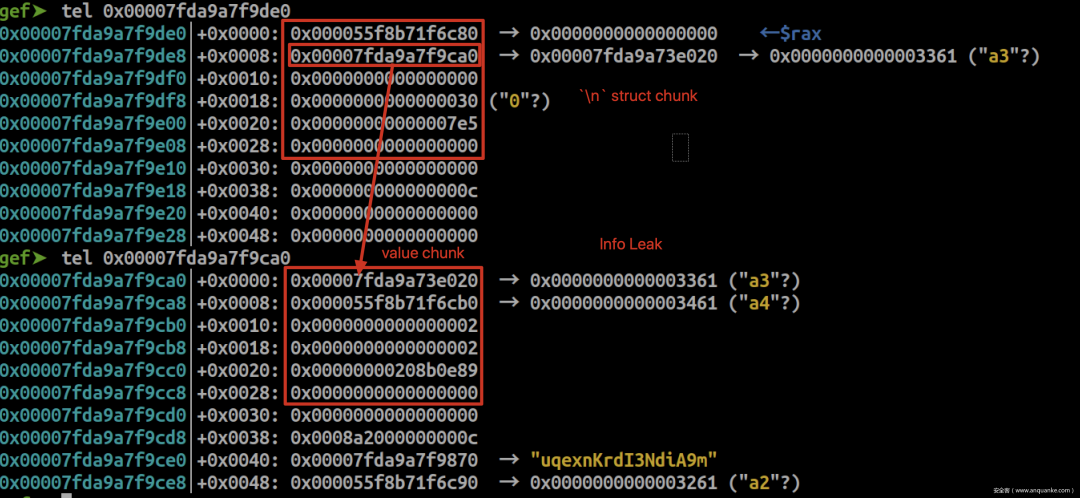 gef➤ tel 0x00007fda9a7f9de0
0x00007fda9a7f9de0│+0x0000: 0x000055f8b71f6c80 → 0x0000000000000000 ←$rax
0x00007fda9a7f9de8│+0x0008: 0x00007fda9a7f9ca0 → 0x00007fda9a73e020 → 0x0000000000003361 ("a3"?)
0x00007fda9a7f9df0│+0x0010: 0x0000000000000000
0x00007fda9a7f9df8│+0x0018: 0x0000000000000030 ("0"?) `\n` struct chunk
0x00007fda9a7f9e00│+0x0020: 0x00000000000007e5
0x00007fda9a7f9e08│+0x0028: 0x0000000000000000
0x00007fda9a7f9e10│+0x0030: 0x0000000000000000
0x00007fda9a7f9e18│+0x0038: 0x000000000000000c
0x00007fda9a7f9e20│+0x0040: 0x0000000000000000
0x00007fda9a7f9e28│+0x0048: 0x0000000000000000
gef➤ tel 0x00007fda9a7f9ca0 value chunk Info Leak
0x00007fda9a7f9ca0│+0x0000: 0x00007fda9a73e020 → 0x0000000000003361 ("a3"?)
0x00007fda9a7f9ca8│+0x0008: 0x000055f8b71f6cb0 → 0x0000000000003461 ("a4"?)
0x00007fda9a7f9cb0│+0x0010: 0x0000000000000002
0x00007fda9a7f9cb8│+0x0018: 0x0000000000000002
0x00007fda9a7f9cc0│+0x0020: 0x00000000208b0e89
0x00007fda9a7f9cc8│+0x0028: 0x0000000000000000
0x00007fda9a7f9cd0│+0x0030: 0x0000000000000000
0x00007fda9a7f9cd8│+0x0038: 0x0008a2000000000c
0x00007fda9a7f9ce0│+0x0040: 0x00007fda9a7f9870 → "uqexnKrdI3NdiA9m"
0x00007fda9a7f9ce8│+0x0048: 0x000055f8b71f6c90 → 0x0000000000003261 ("a2"?)
安全客（www.anquanke.com）